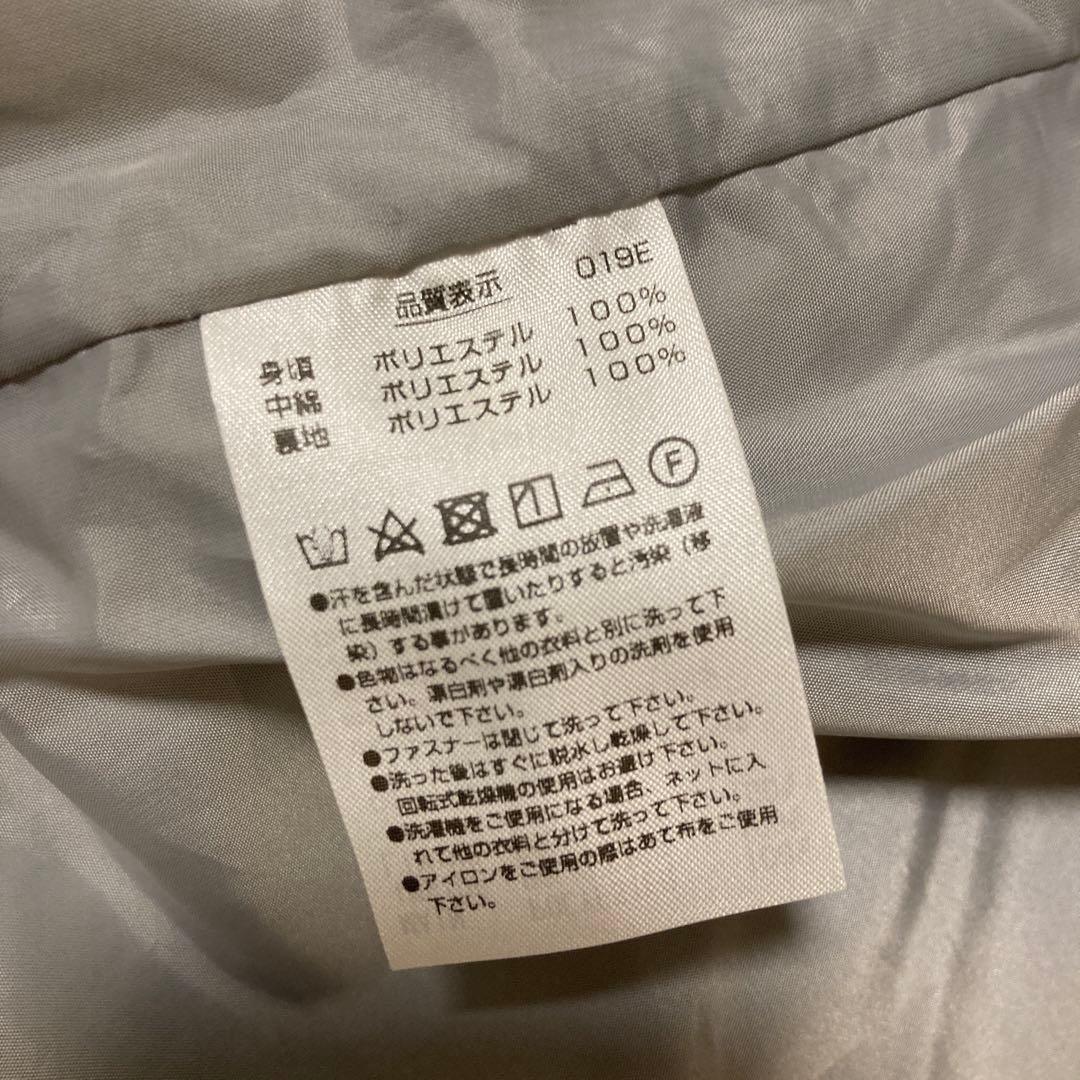 品質表示 019E
身頃 ポリエステル 100%
中綿 ポリエステル 100%
裏地 ポリエステル 100%
F
●汗を含んだ状態で長時間の放置や洗濯液
に長時間漬けて置いたりすると汚染(移
染)する事があります。
●色物はなるべく他の衣料と別に洗って下
さい。漂白剤や漂白剤入りの洗剤を使用
しないで下さい。
●ファスナーは閉じて洗って下さい。
●洗った後はすぐに脱水し乾燥して下さい。
回転式乾燥機の使用はお避け下さい。
●洗濯機をご使用になる場合、ネットに入
れて他の衣料と分けて洗って下さい。
●アイロンをご使用の際はあて布をご使用
下さい。